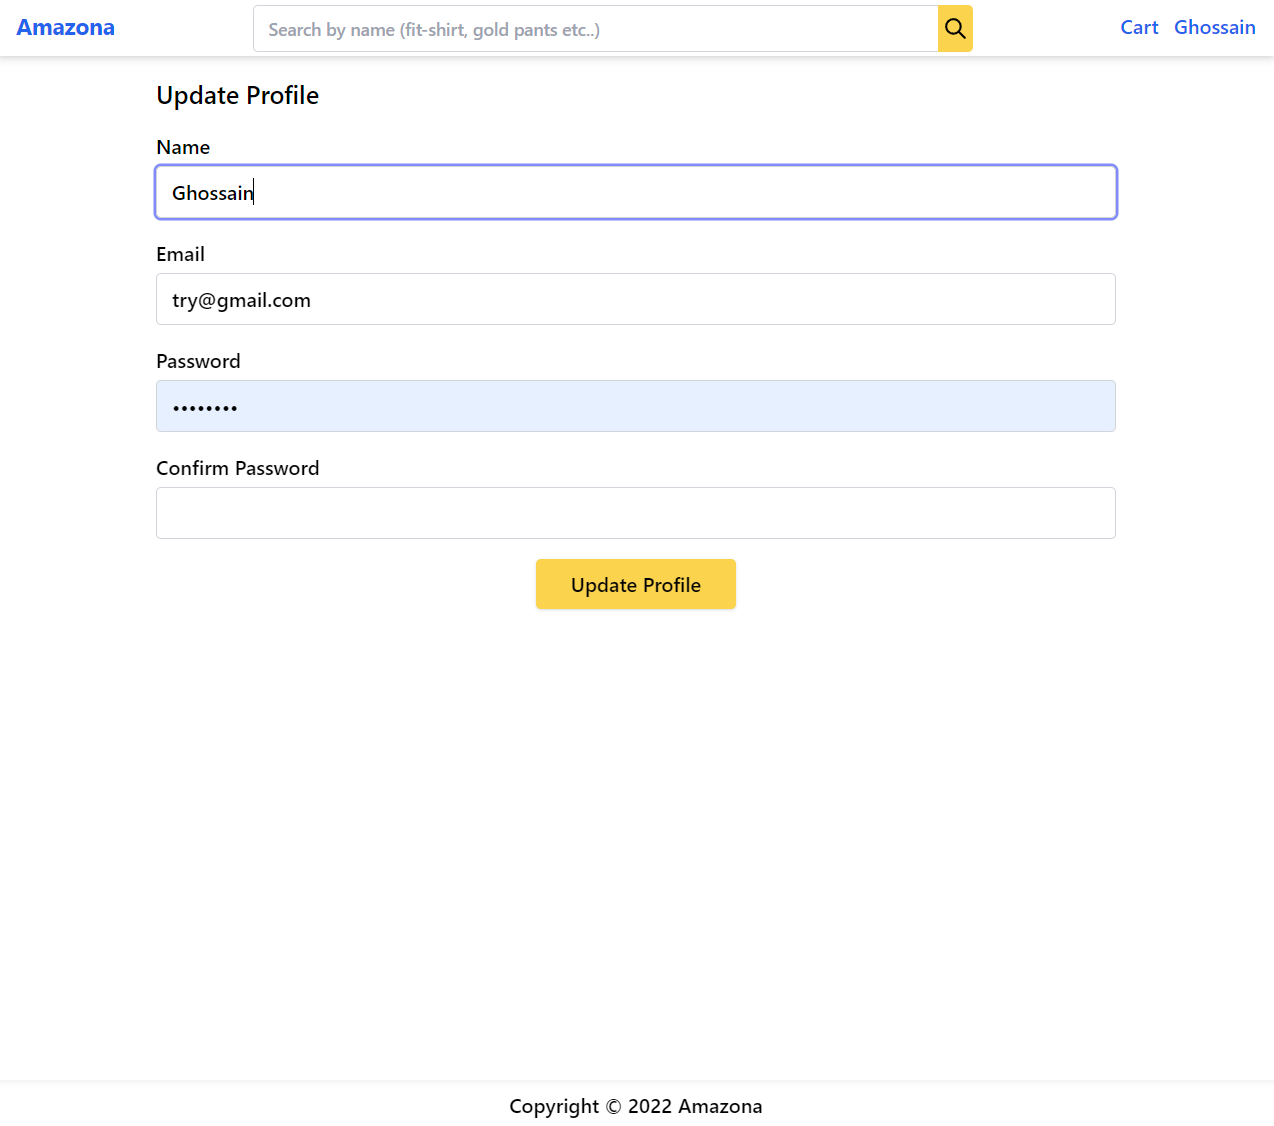 Amazona
Search by name (fit-shirt, gold pants etc..)
Cart Ghossain
Update Profile
Name
Ghossain
Email
try@gmail.com
Password
••••••••
Confirm Password
Update Profile
Copyright © 2022 Amazona